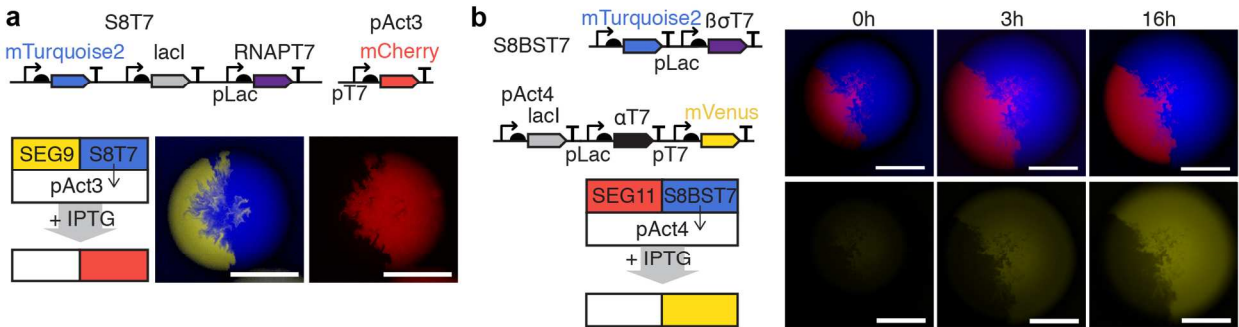 a
S8T7
pAct3
mTurquoise2
lacI
RNAPT7
mCherry
pLac
pT7
SEG9
S8T7
pAct3
+ IPTG
b
S8BST7
mTurquoise2
βσT7
pLac
pAct4
lacI
αT7
mVenus
pLac
pT7
SEG11
S8BST7
pAct4
+ IPTG
0h
3h
16h